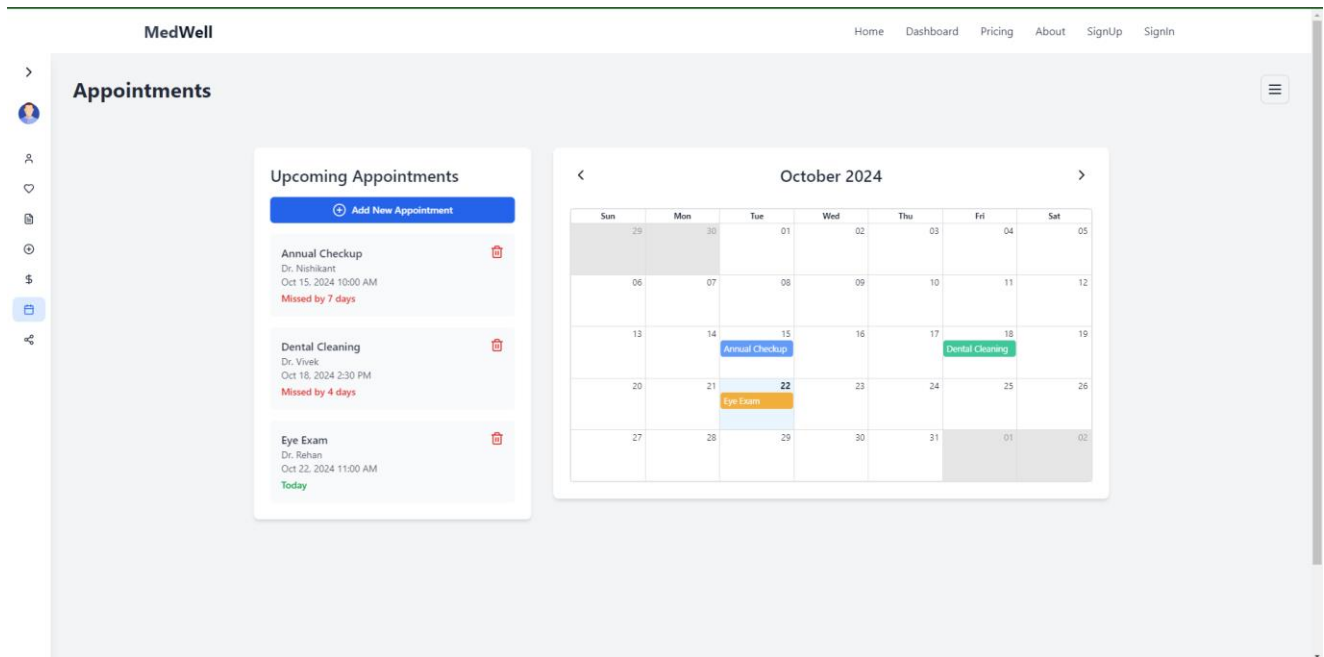 MedWell
Home Dashboard Pricing About SignUp SignIn
Appointments
Upcoming Appointments
Add New Appointment
Annual Checkup
Dr. Nishikant
Oct 15, 2024 10:00 AM
Missed by 7 days
Dental Cleaning
Dr. Vivek
Oct 18, 2024 2:30 PM
Missed by 4 days
Eye Exam
Dr. Rehan
Oct 22, 2024 11:00 AM
Today
October 2024
Sun Mon Tue Wed Thu Fri Sat
29 30 01 02 03 04 05
06 07 08 09 10 11 12
13 14 15 16 17 18 19
Annual Checkup Dental Cleaning
20 21 22 23 24 25 26
Eye Exam
27 28 29 30 31 01 02